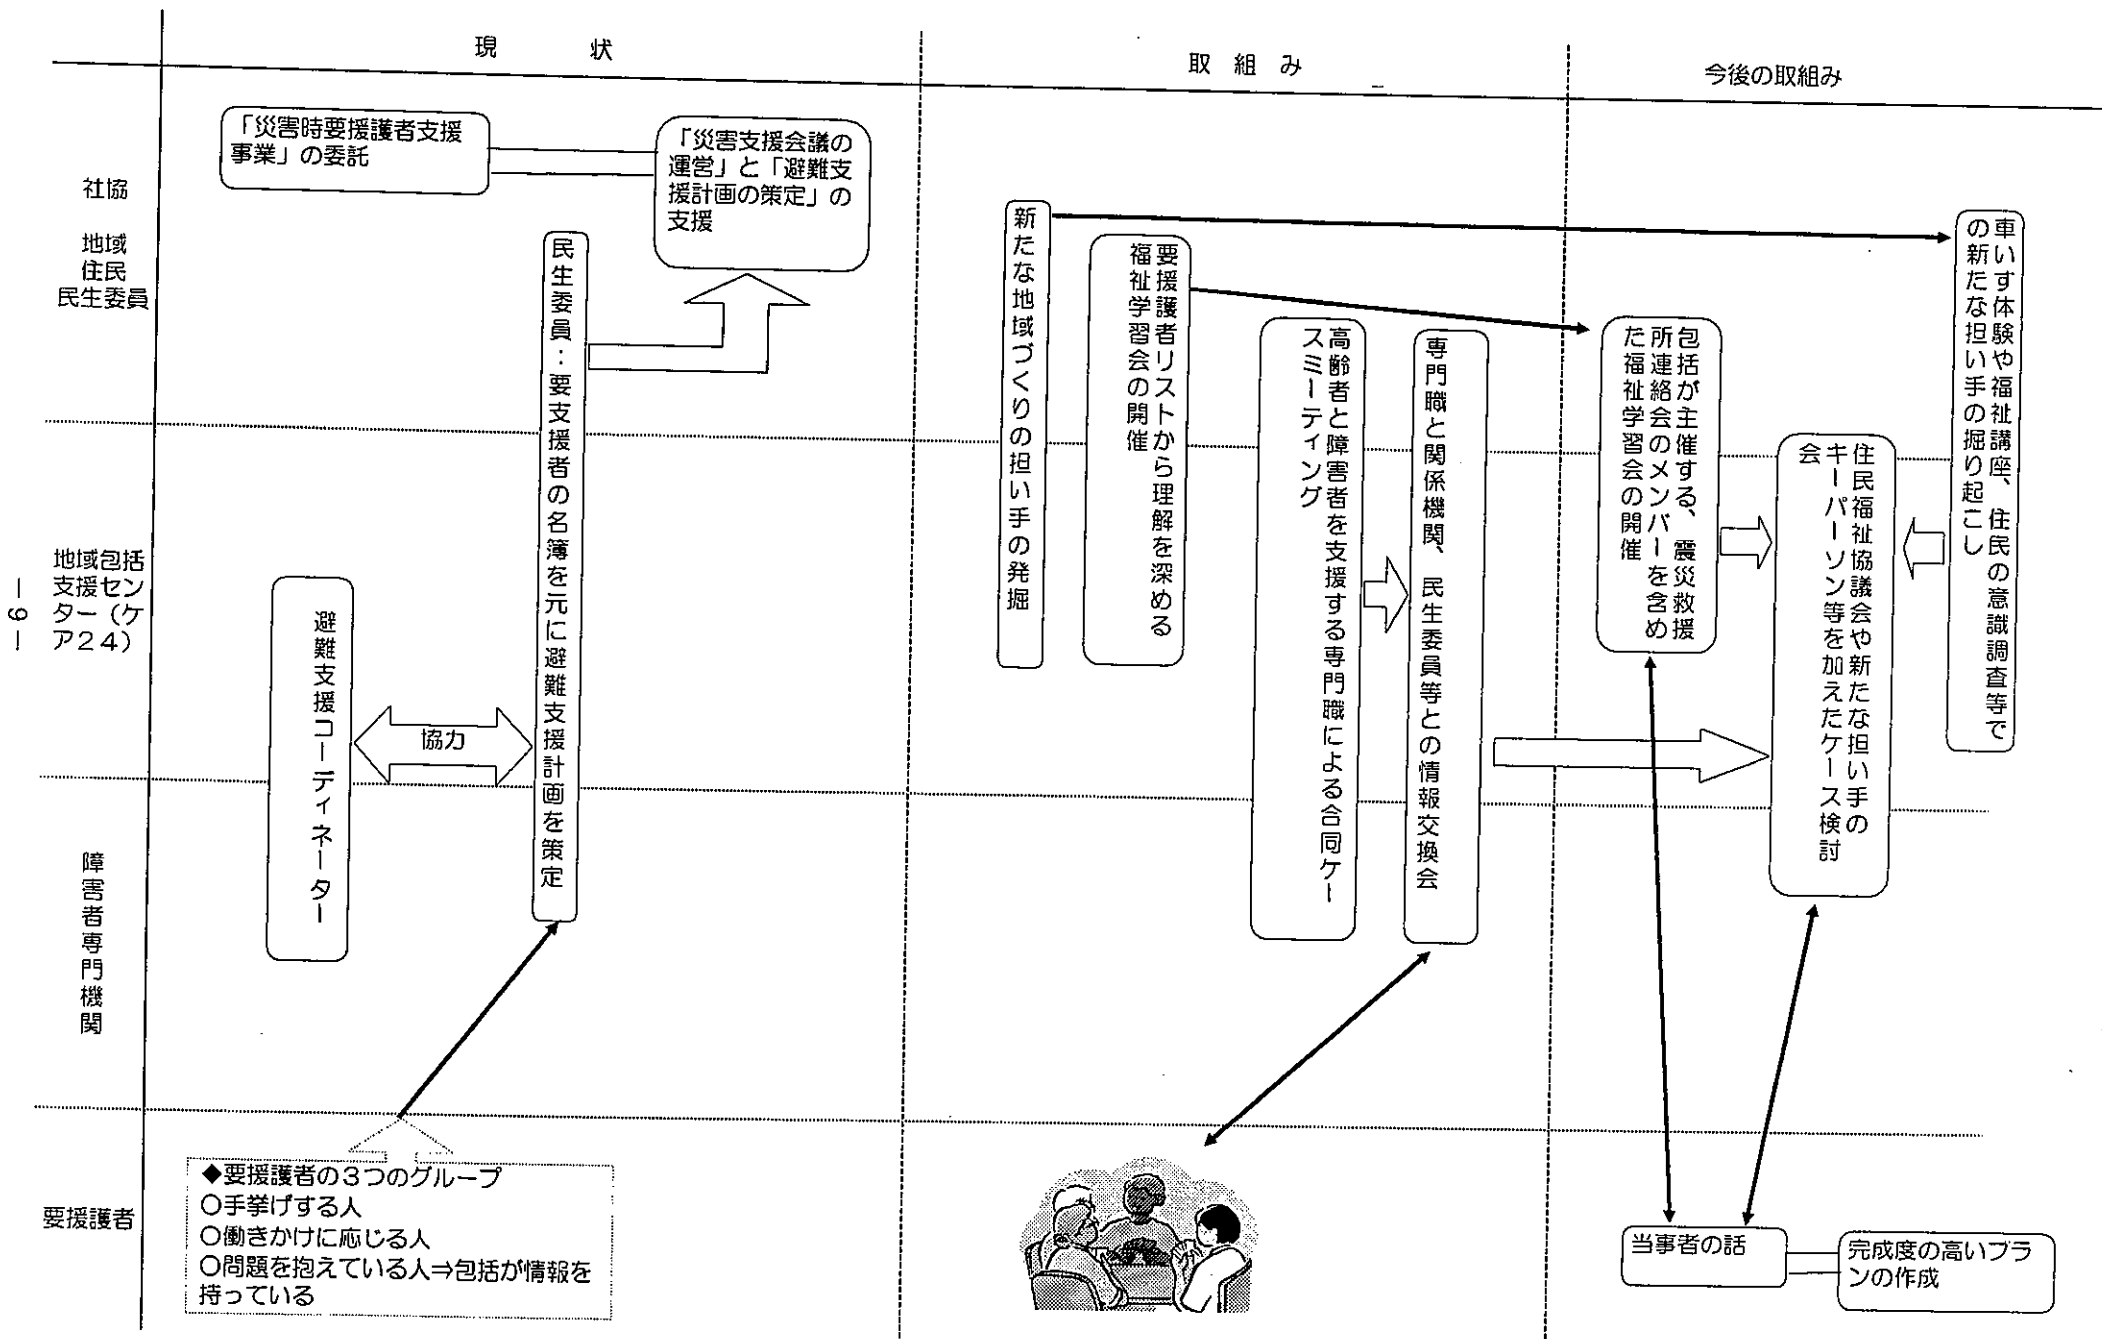 現　状
取組み
今後の取組み
社協
地域
住民
民生委員
地域包括
支援セン
ター（ケ
ア２４）
障害者専門機関
要援護者
「災害時要援護者支援
事業」の委託
「災害支援会議の
運営」と「避難支
援計画の策定」の
支援
民生委員：要支援者の名簿を元に避難支援計画を策定
避難支援コーディネーター
協力
◆要援護者の３つのグループ
○手挙げする人
○働きかけに応じる人
○問題を抱えている人⇒包括が情報を
持っている
新たな地域づくりの担い手の発掘
要援護者リストから理解を深める
福祉学習会の開催
高齢者と障害者を支援する専門職による合同ケー
スミーティング
専門職と関係機関、民生委員等との情報交換会
包括が主催する、震災救援
所連絡会のメンバーを含め
た福祉学習会の開催
住民福祉協議会や新たな担い手の
キーパーソン等を加えたケース検討
会
車いす体験や福祉講座、住民の意識調査等で
の新たな担い手の掘り起こし
当事者の話
完成度の高いプラ
ンの作成
－9－